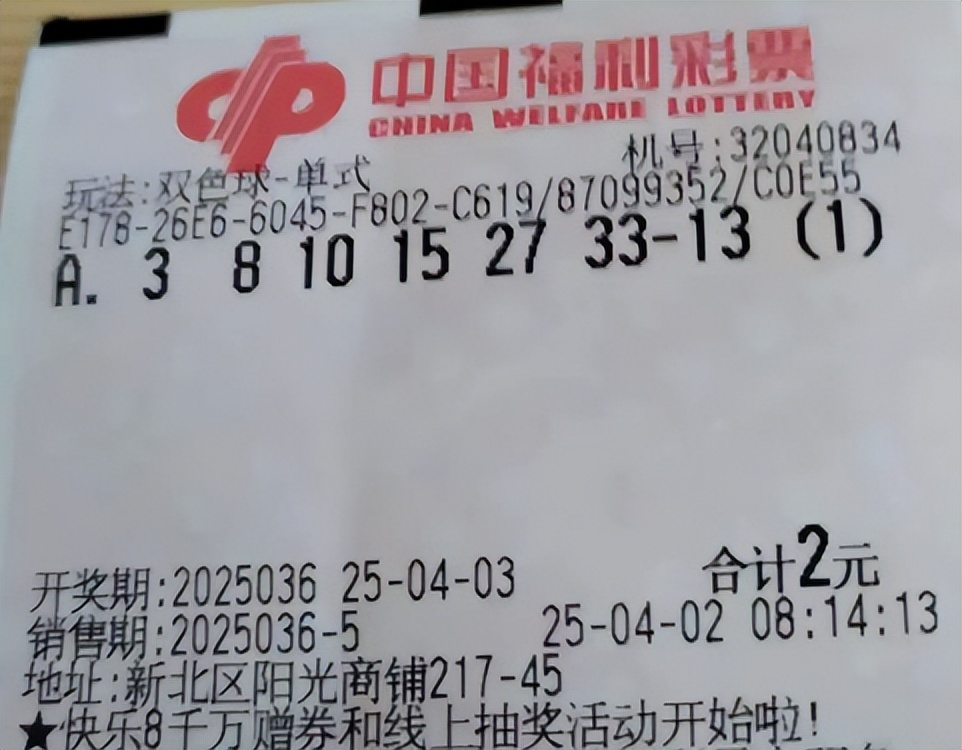 中国福利彩票
CHINA WELFARE LOTTERY
机号:32040834
玩法:双色球-单式
E178-26E6-6045-F802-C619/87099352/C0E55
A. 3 8 10 15 27 33-13 (1)
合计2元
开奖期:2025036 25-04-03
销售期:2025036-5 25-04-02 08:14:13
地址:新北区阳光商铺217-45
★快乐8千万赠券和线上抽奖活动开始啦!